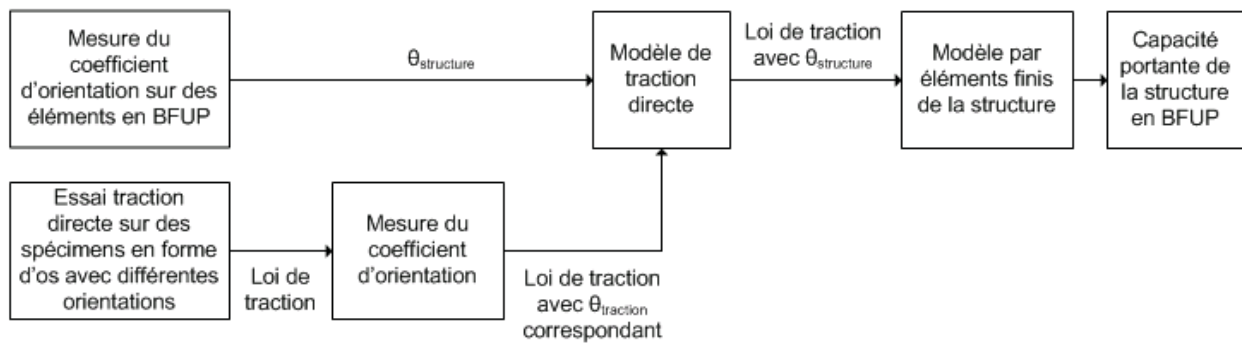 Mesure du
coefficient
d'orientation sur des
éléments en BFUP
θstructure
Modèle de
traction
directe
Loi de traction
avec θstructure
Modèle par
éléments finis
de la structure
Capacité
portante de
la structure
en BFUP
Essai traction
directe sur des
spécimens en forme
d'os avec différentes
orientations
Loi de
traction
Mesure du
coefficient
d'orientation
Loi de traction
avec θtraction
correspondant